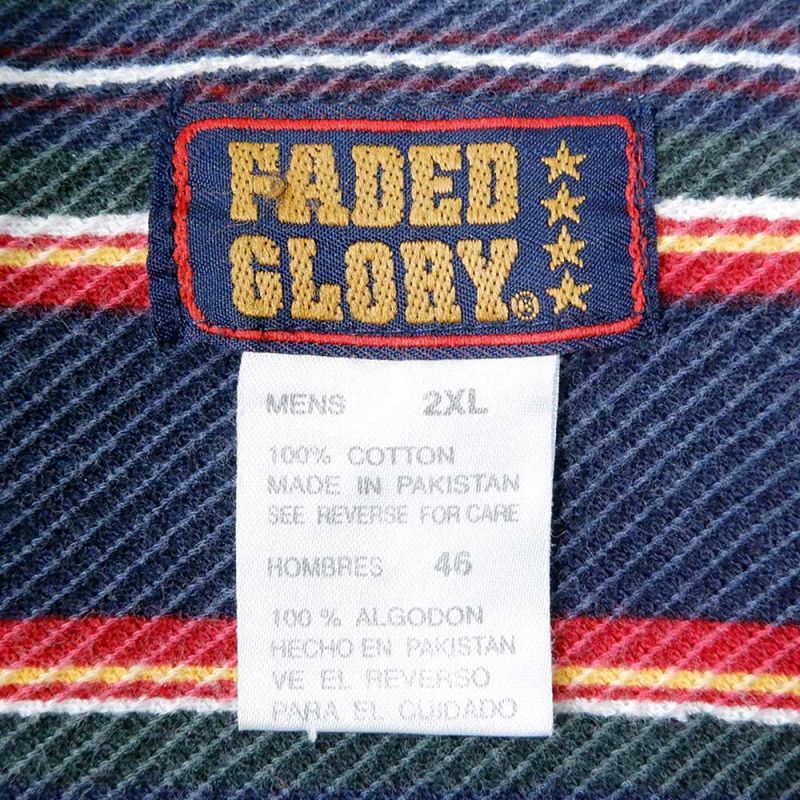 FADED
GLORY®
MENS 2XL
100% COTTON
MADE IN PAKISTAN
SEE REVERSE FOR CARE
HOMBRES 46
100 % ALGODON
HECHO EN PAKISTAN
VE EL REVERSO
PARA EL CUIDADO